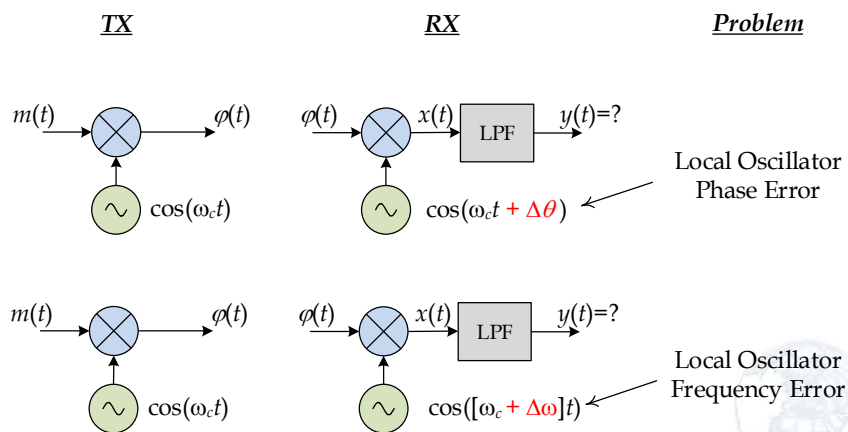 TX RX Problem
m(t) φ(t) φ(t) x(t) LPF y(t)=?
cos(ωct) cos(ωct + Δθ)
Local Oscillator
Phase Error
m(t) φ(t) φ(t) x(t) LPF y(t)=?
cos(ωct) cos([ωc + Δω]t)
Local Oscillator
Frequency Error